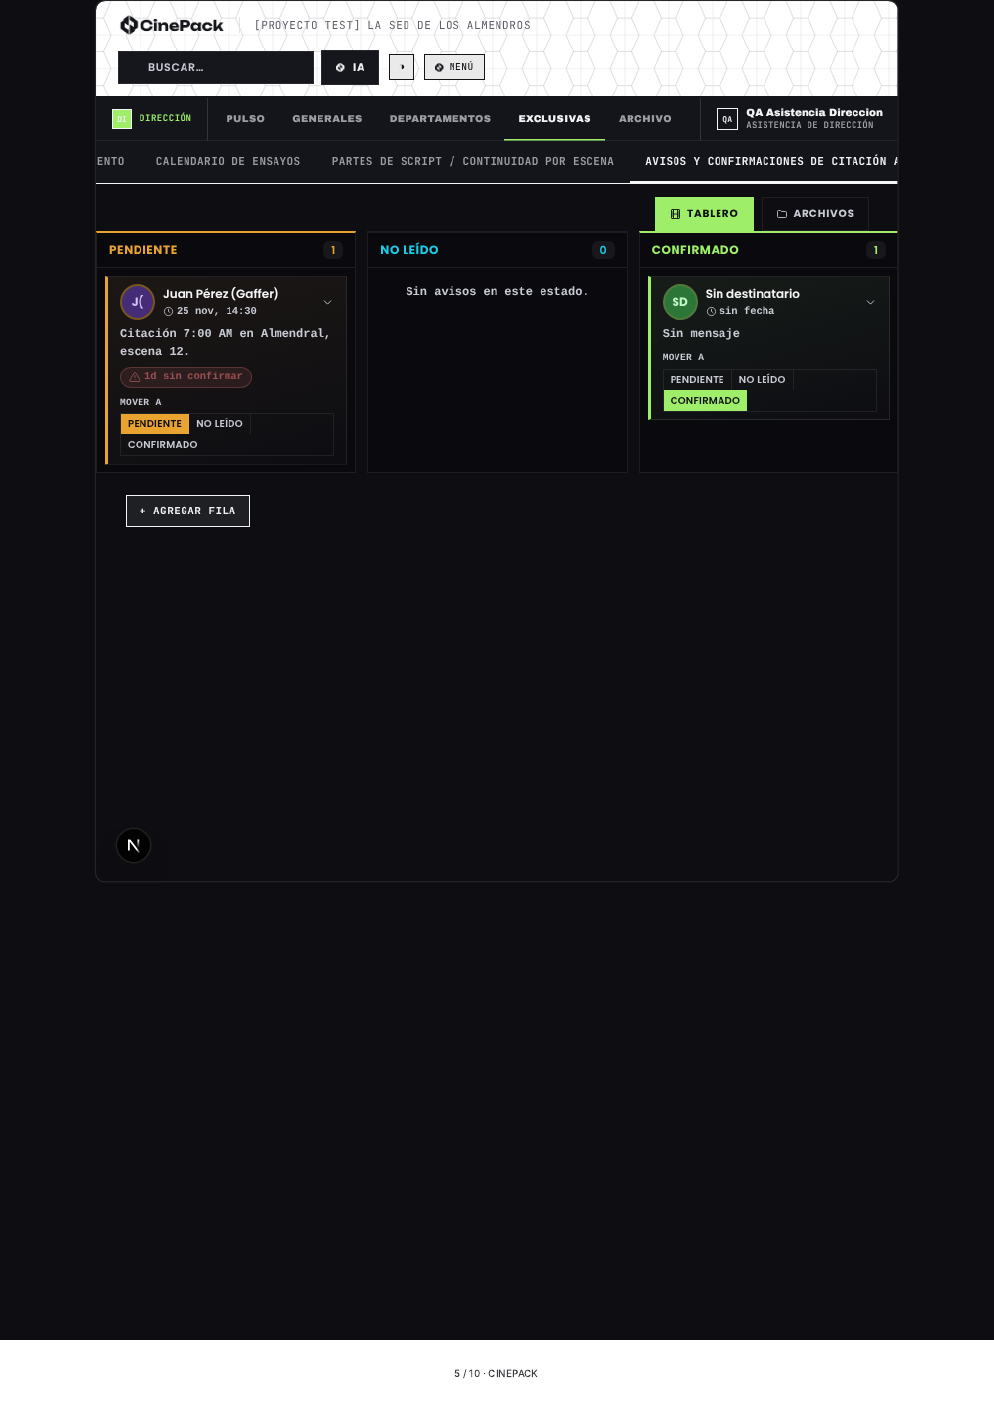 CinePack
[PROYECTO TEST] LA SED DE LOS ALMENDROS
BUSCAR…
IA
MENÚ
DI
DIRECCIÓN
PULSO
GENERALES
DEPARTAMENTOS
EXCLUSIVAS
ARCHIVO
QA
QA Asistencia Direccion
ASISTENCIA DE DIRECCIÓN
ENTO
CALENDARIO DE ENSAYOS
PARTES DE SCRIPT / CONTINUIDAD POR ESCENA
AVISOS Y CONFIRMACIONES DE CITACIÓN A
TABLERO
ARCHIVOS
PENDIENTE
1
J(
Juan Pérez (Gaffer)
25 nov, 14:30
Citación 7:00 AM en Almendral,
escena 12.
1d sin confirmar
MOVER A
PENDIENTE
NO LEÍDO
CONFIRMADO
NO LEÍDO
0
Sin avisos en este estado.
CONFIRMADO
1
SD
Sin destinatario
sin fecha
Sin mensaje
MOVER A
PENDIENTE
NO LEÍDO
CONFIRMADO
+ AGREGAR FILA
N
5 / 10 · CINEPACK